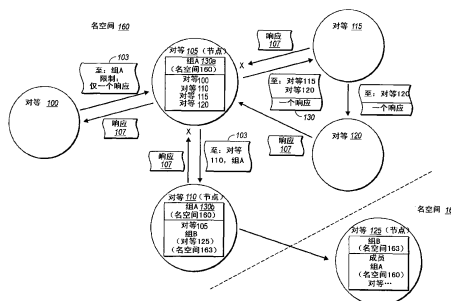 名空间 160
103
至: 组A
限制:
仅一个响应
对等 100
响应
107
对等 105 (节点)
组A 130a
(名空间160)
对等100
对等110
对等115
对等120
X
响应
107
对等 115
至: 对等115
对等120
一个响应
130
至: 对等120
一个响应
对等 120
响应
107
X
响应
107
103
至: 对等
110, 组A
对等 110 (节点)
组A 130b
(名空间160)
对等105
组B
(对等125)
(名空间163)
名空间 16
对等 125 (节点)
组B
(名空间163)
成员
组A
(名空间160)
对等…